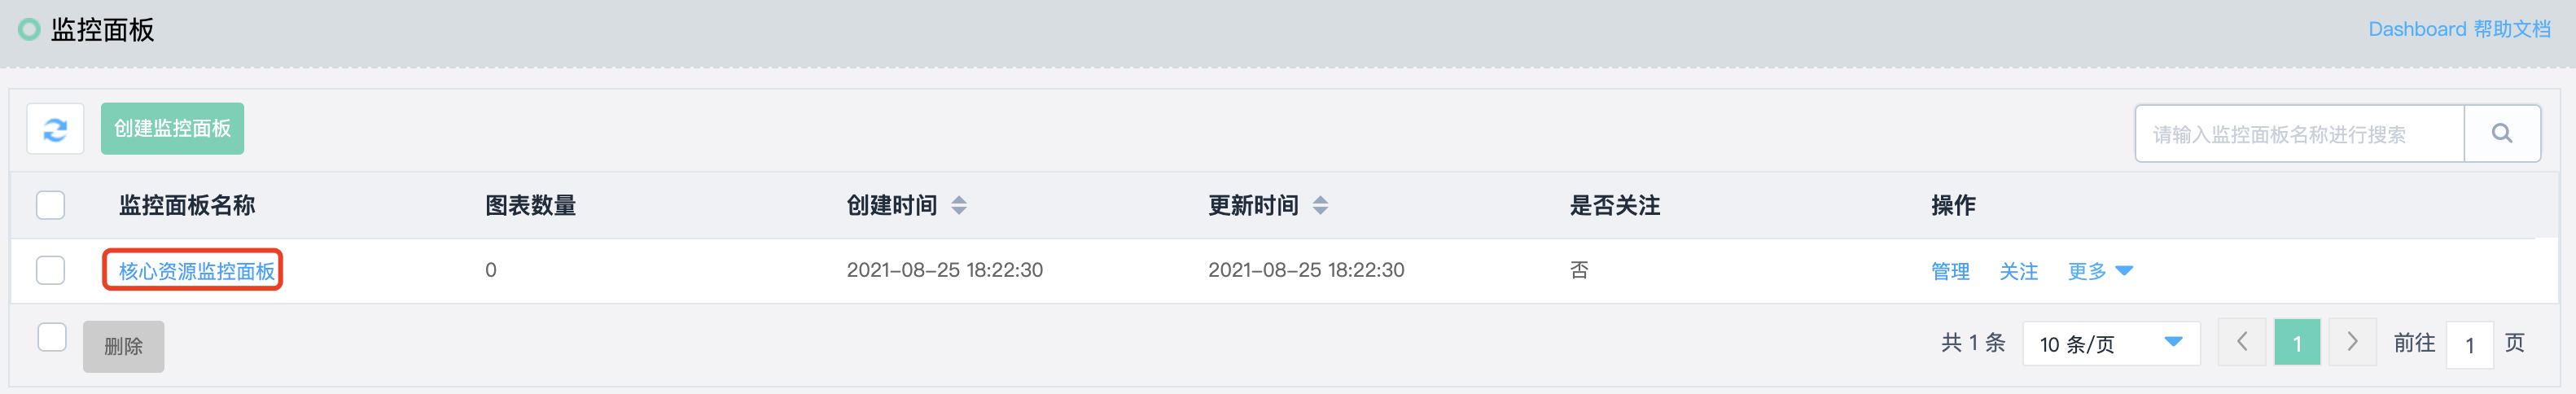 监控面板
Dashboard 帮助文档
创建监控面板
请输入监控面板名称进行搜索
监控面板名称 图表数量 创建时间 更新时间 是否关注 操作
核心资源监控面板 0 2021-08-25 18:22:30 2021-08-25 18:22:30 否 管理 关注 更多
删除
共 1 条 10 条/页 1 前往 1 页